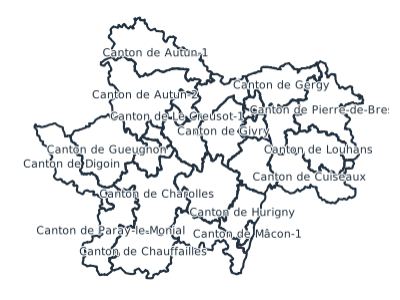 Canton de Autun-1
Canton de Gergy
Canton de Autun-2
Canton de Pierre-de-Bres
Canton de Le Creusot-1
Canton de Givry
Canton de Gueugnon
Canton de Louhans
Canton de Digoin
Canton de Cuiseaux
Canton de Charolles
Canton de Hurigny
Canton de Paray-le-Monial
Canton de Mâcon-1
Canton de Chauffailles